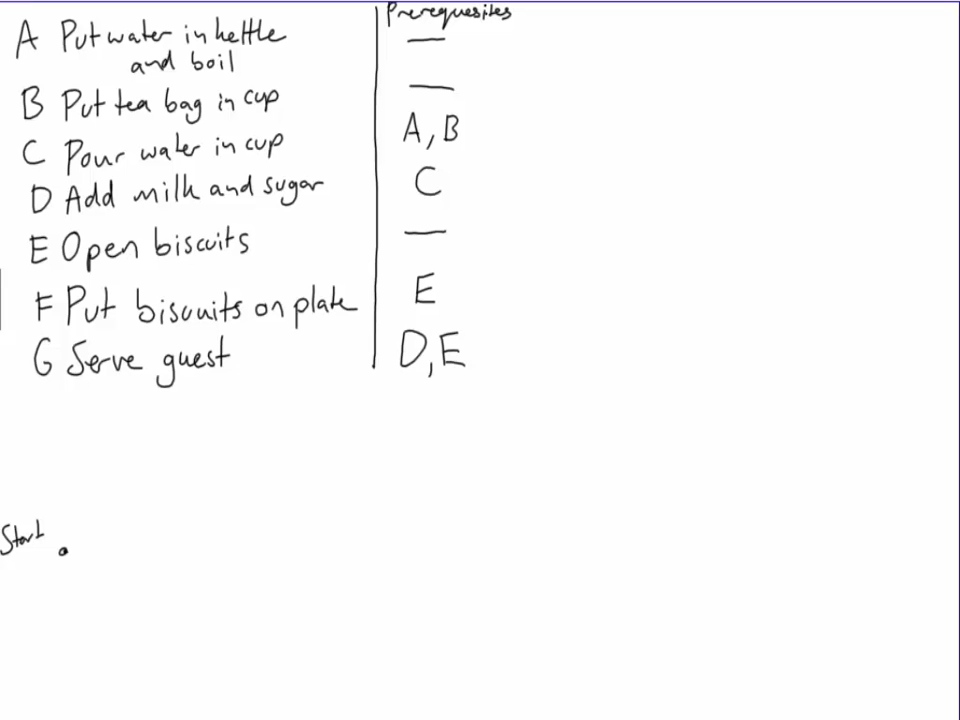 Prerequesites
A Put water in kettle —
and boil
B Put tea bag in cup —
C Pour water in cup A, B
D Add milk and sugar C
E Open biscuits —
F Put biscuits on plate E
G Serve guest D, E
Start